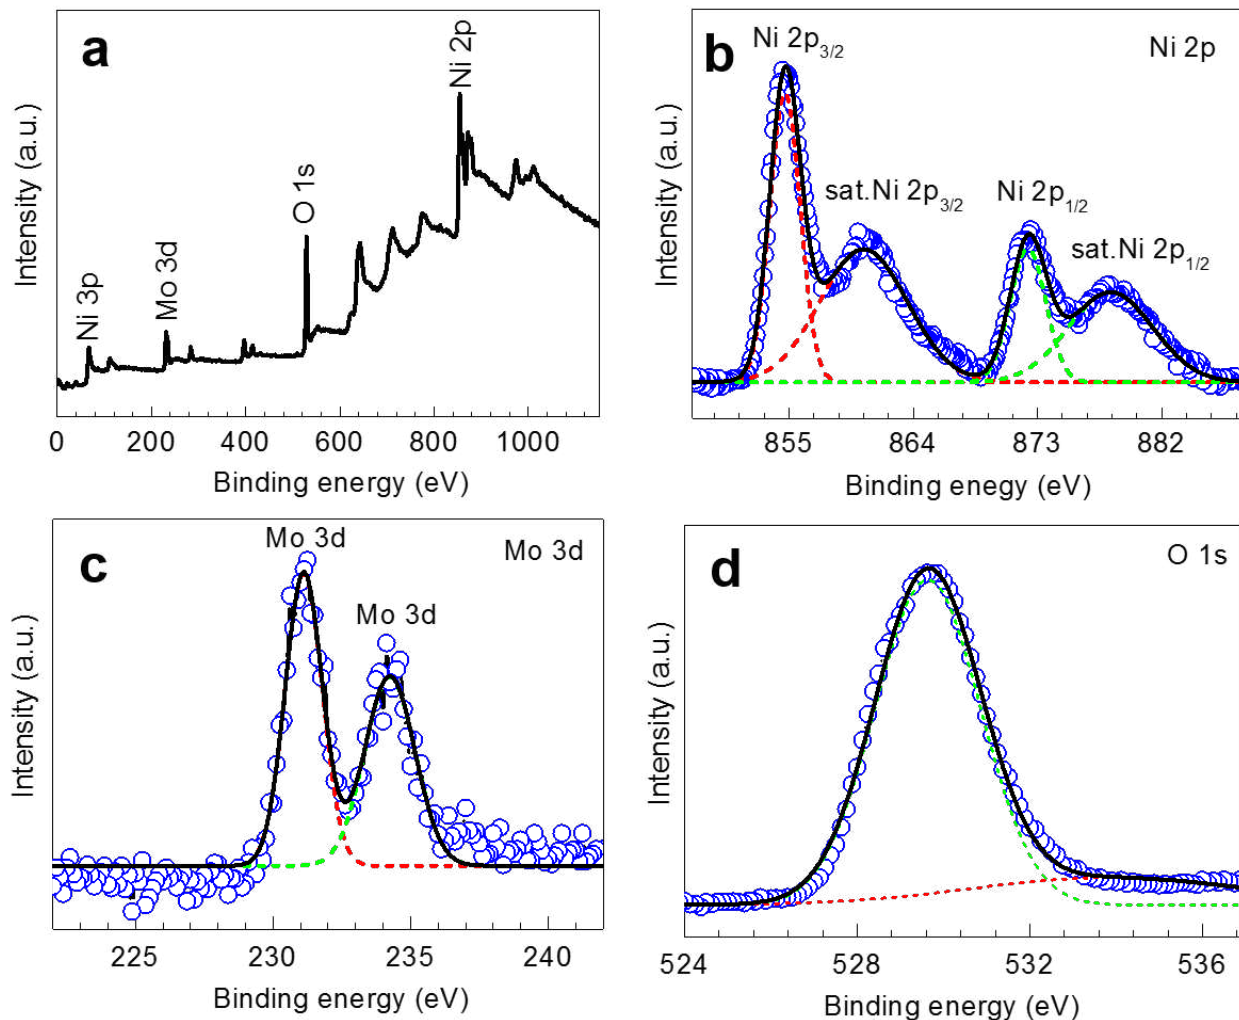 a
Ni 3p
Mo 3d
O 1s
Ni 2p
Intensity (a.u.)
0 200 400 600 800 1000
Binding energy (eV)
b
Ni 2p3/2
Ni 2p
sat.Ni 2p3/2
Ni 2p1/2
sat.Ni 2p1/2
Intensity (a.u.)
855 864 873 882
Binding enegy (eV)
c
Mo 3d
Mo 3d
Mo 3d
Intensity (a.u.)
225 230 235 240
Binding energy (eV)
d
O 1s
Intensity (a.u.)
524 528 532 536
Binding energy (eV)